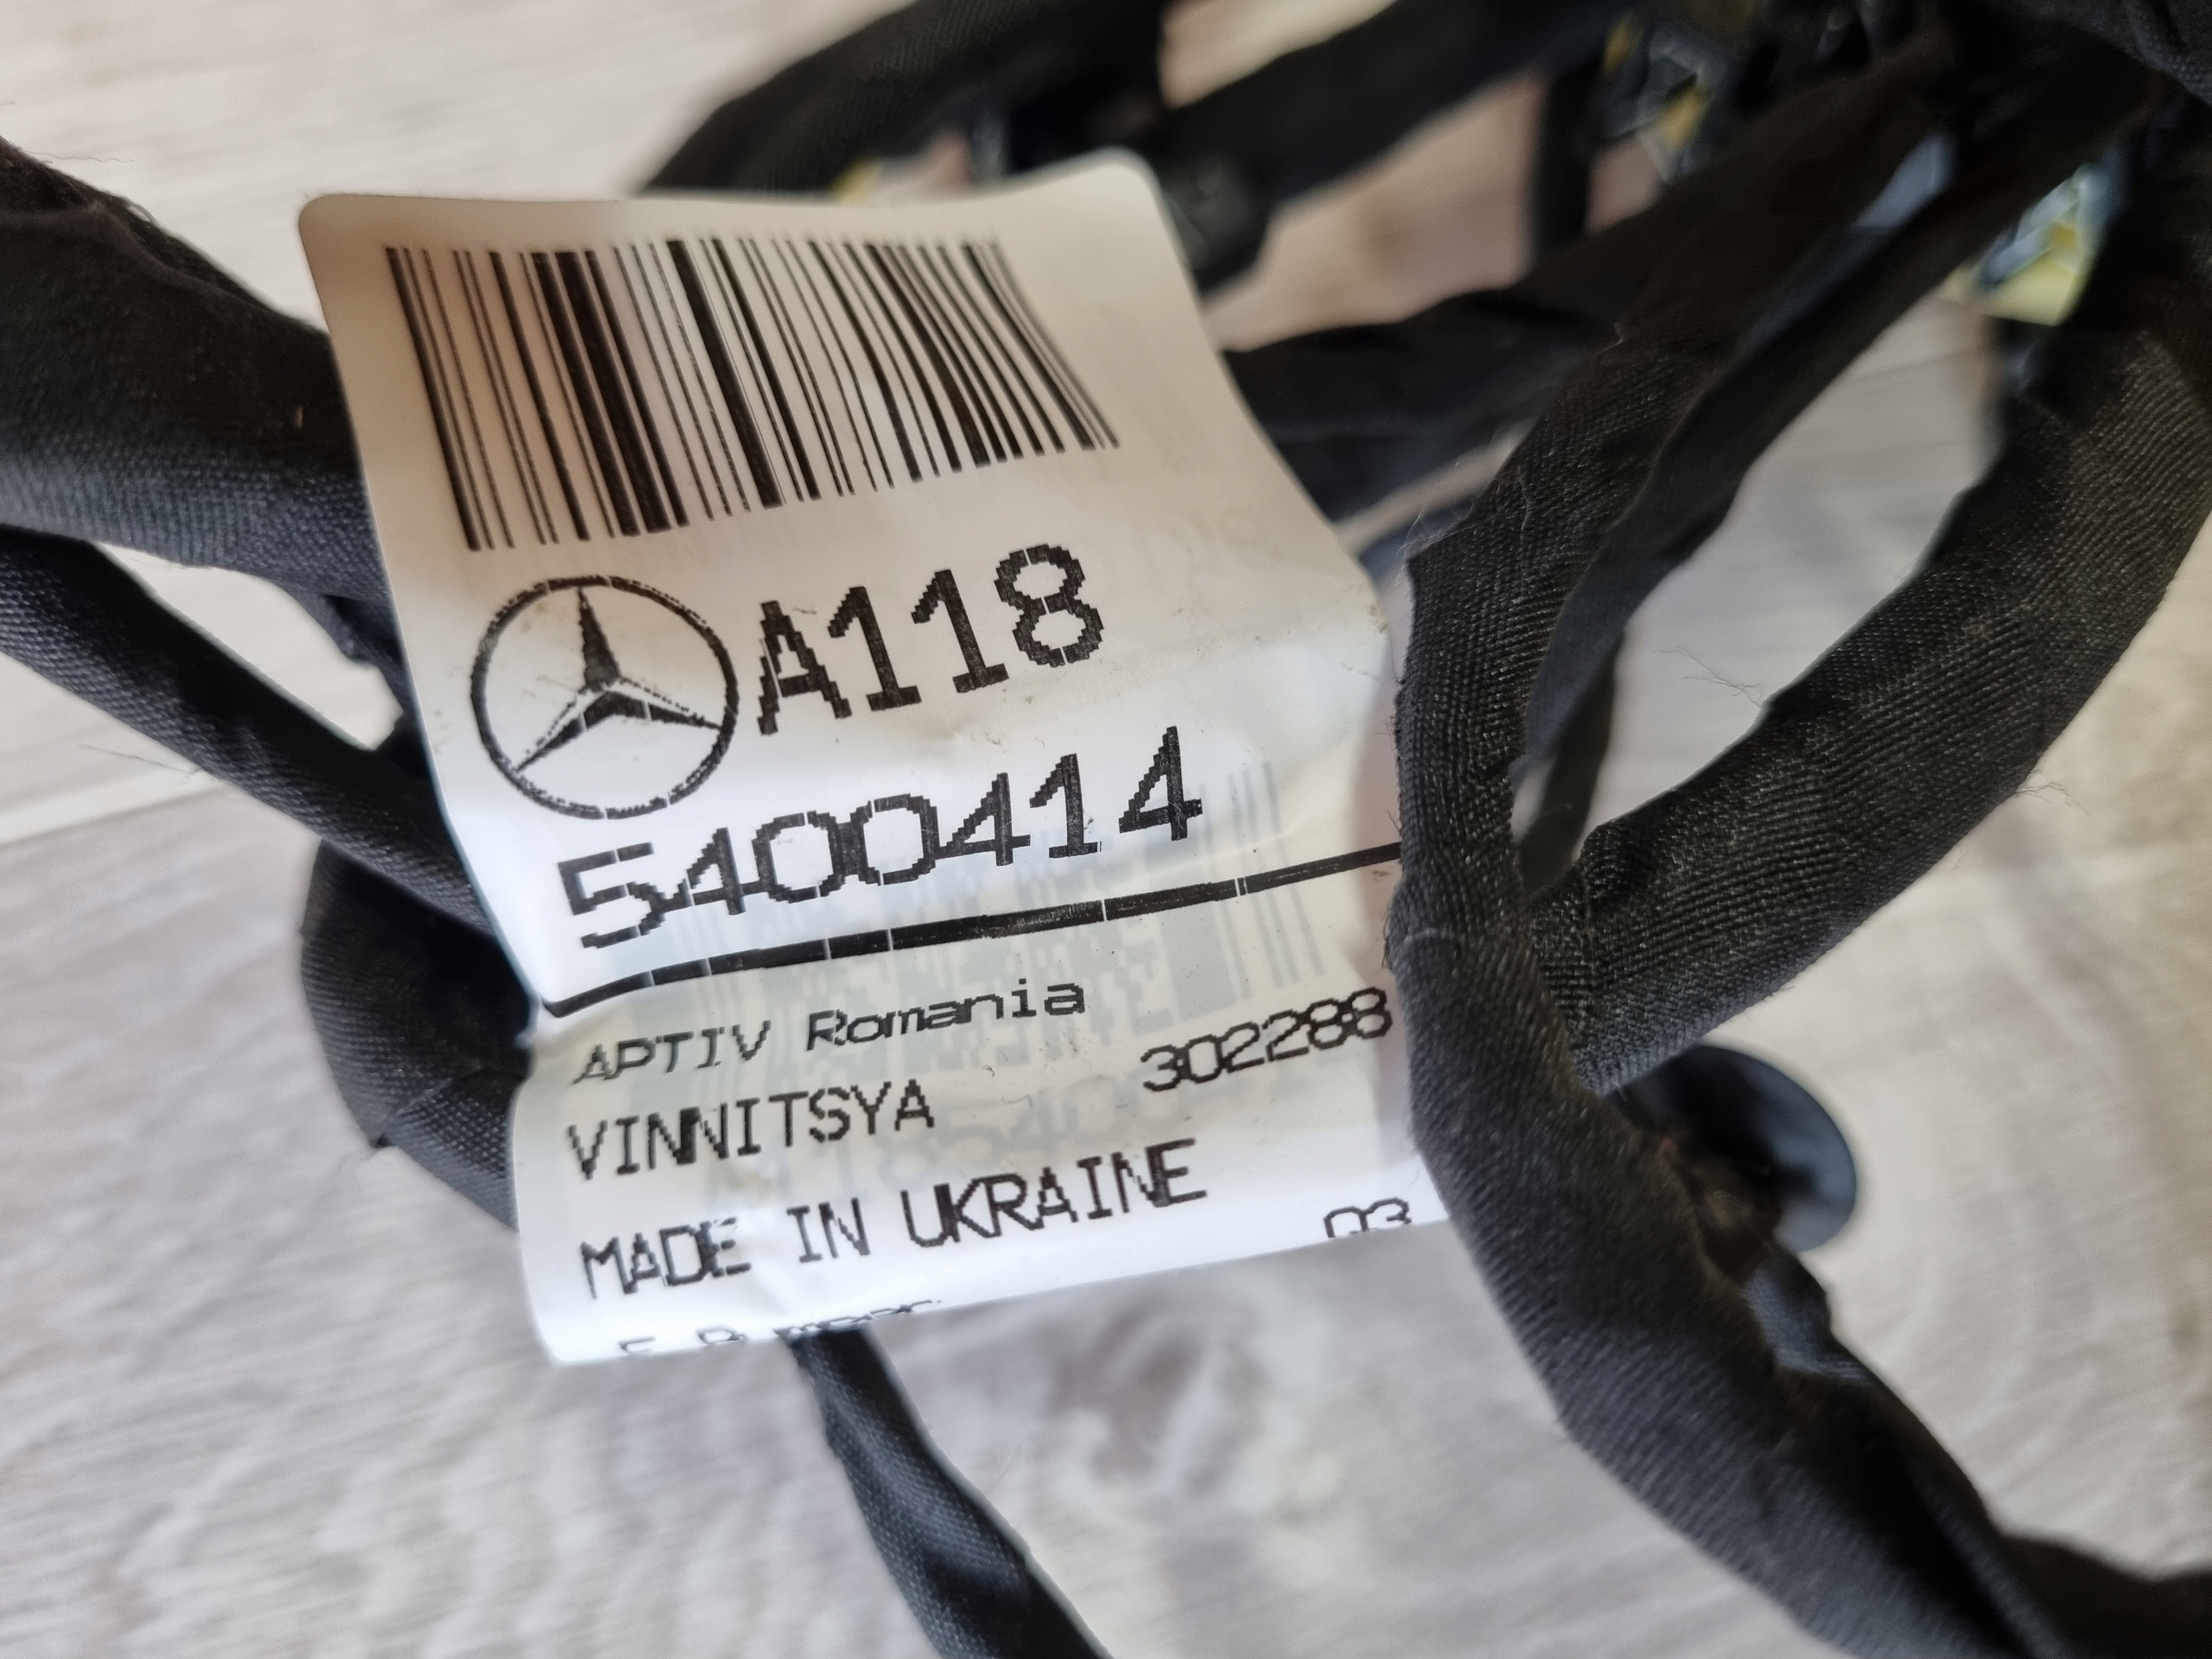 A118
5400414
APTIV Romania
VINNITSYA 302288
MADE IN UKRAINE